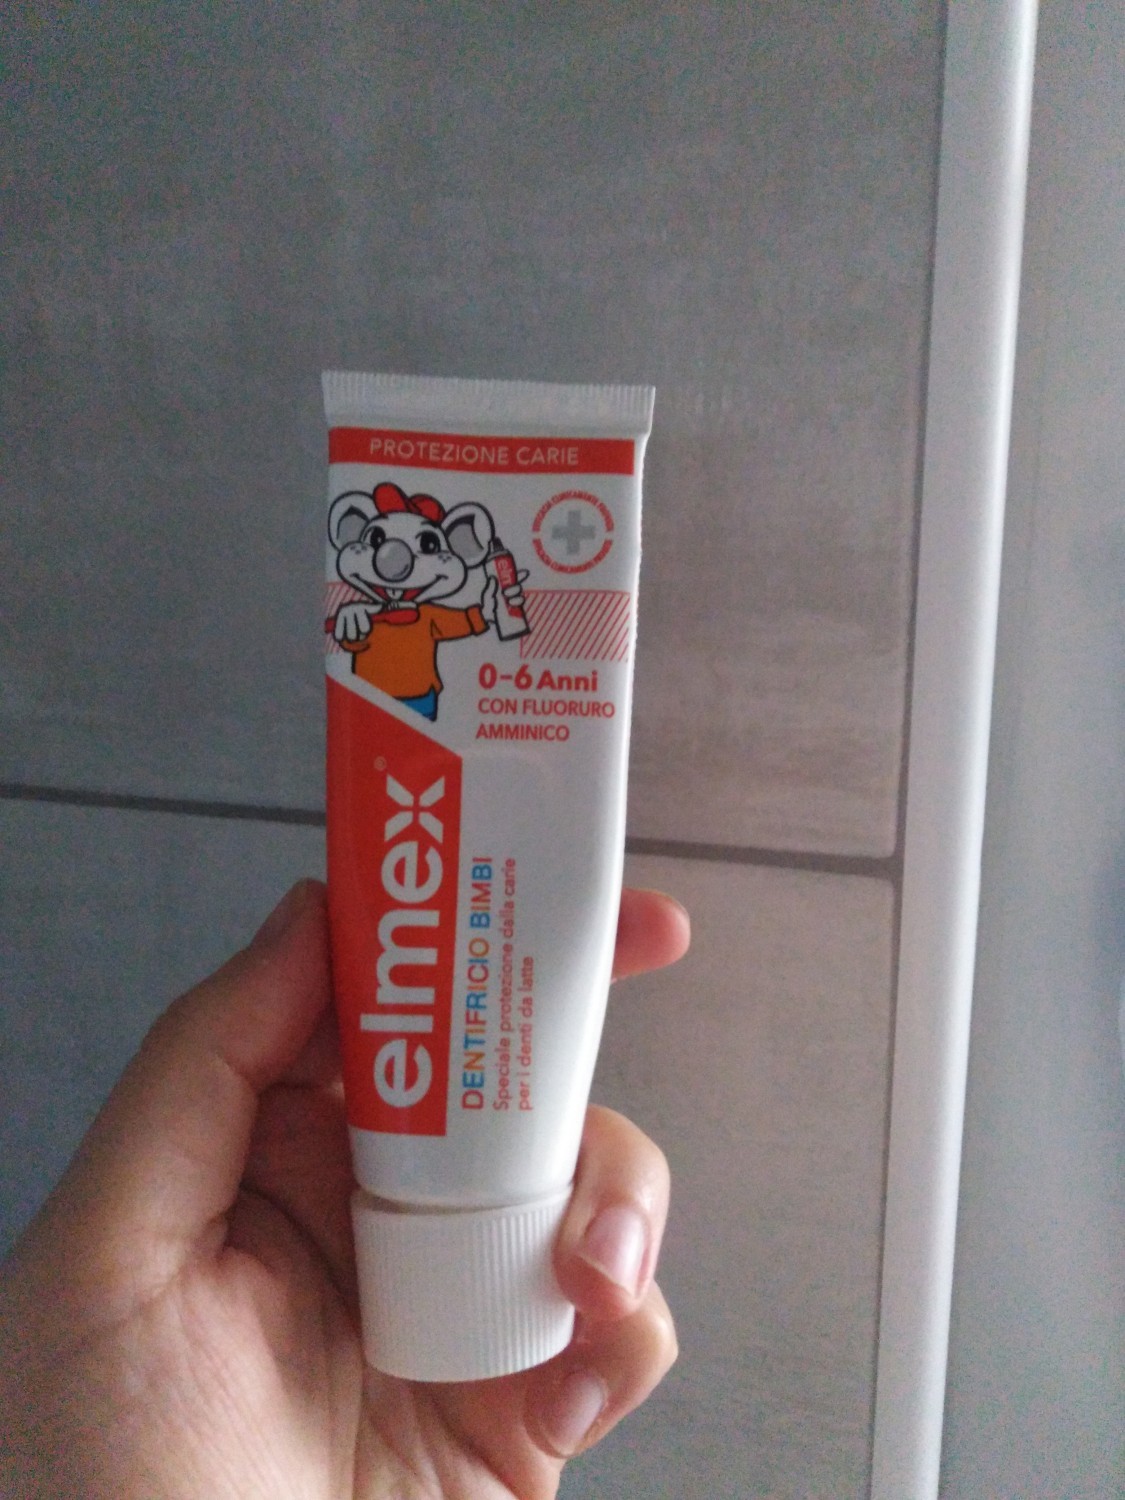 PROTEZIONE CARIE
0-6 Anni
CON FLUORURO
AMMINICO
elmex®
DENTIFRICIO BIMBI
Speciale protezione dalla carie
per i denti da latte